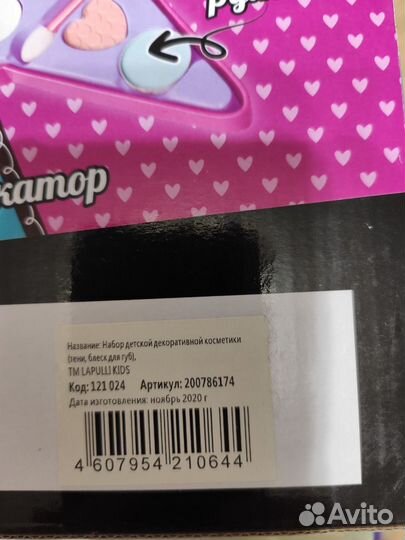 катор
Название: Набор детской декоративной косметики
(тени, блеск для губ),
TM LAPULLI KIDS
Код: 121 024 Артикул: 200786174
Дата изготовления: ноябрь 2020 г
4 607954 210644
Avito